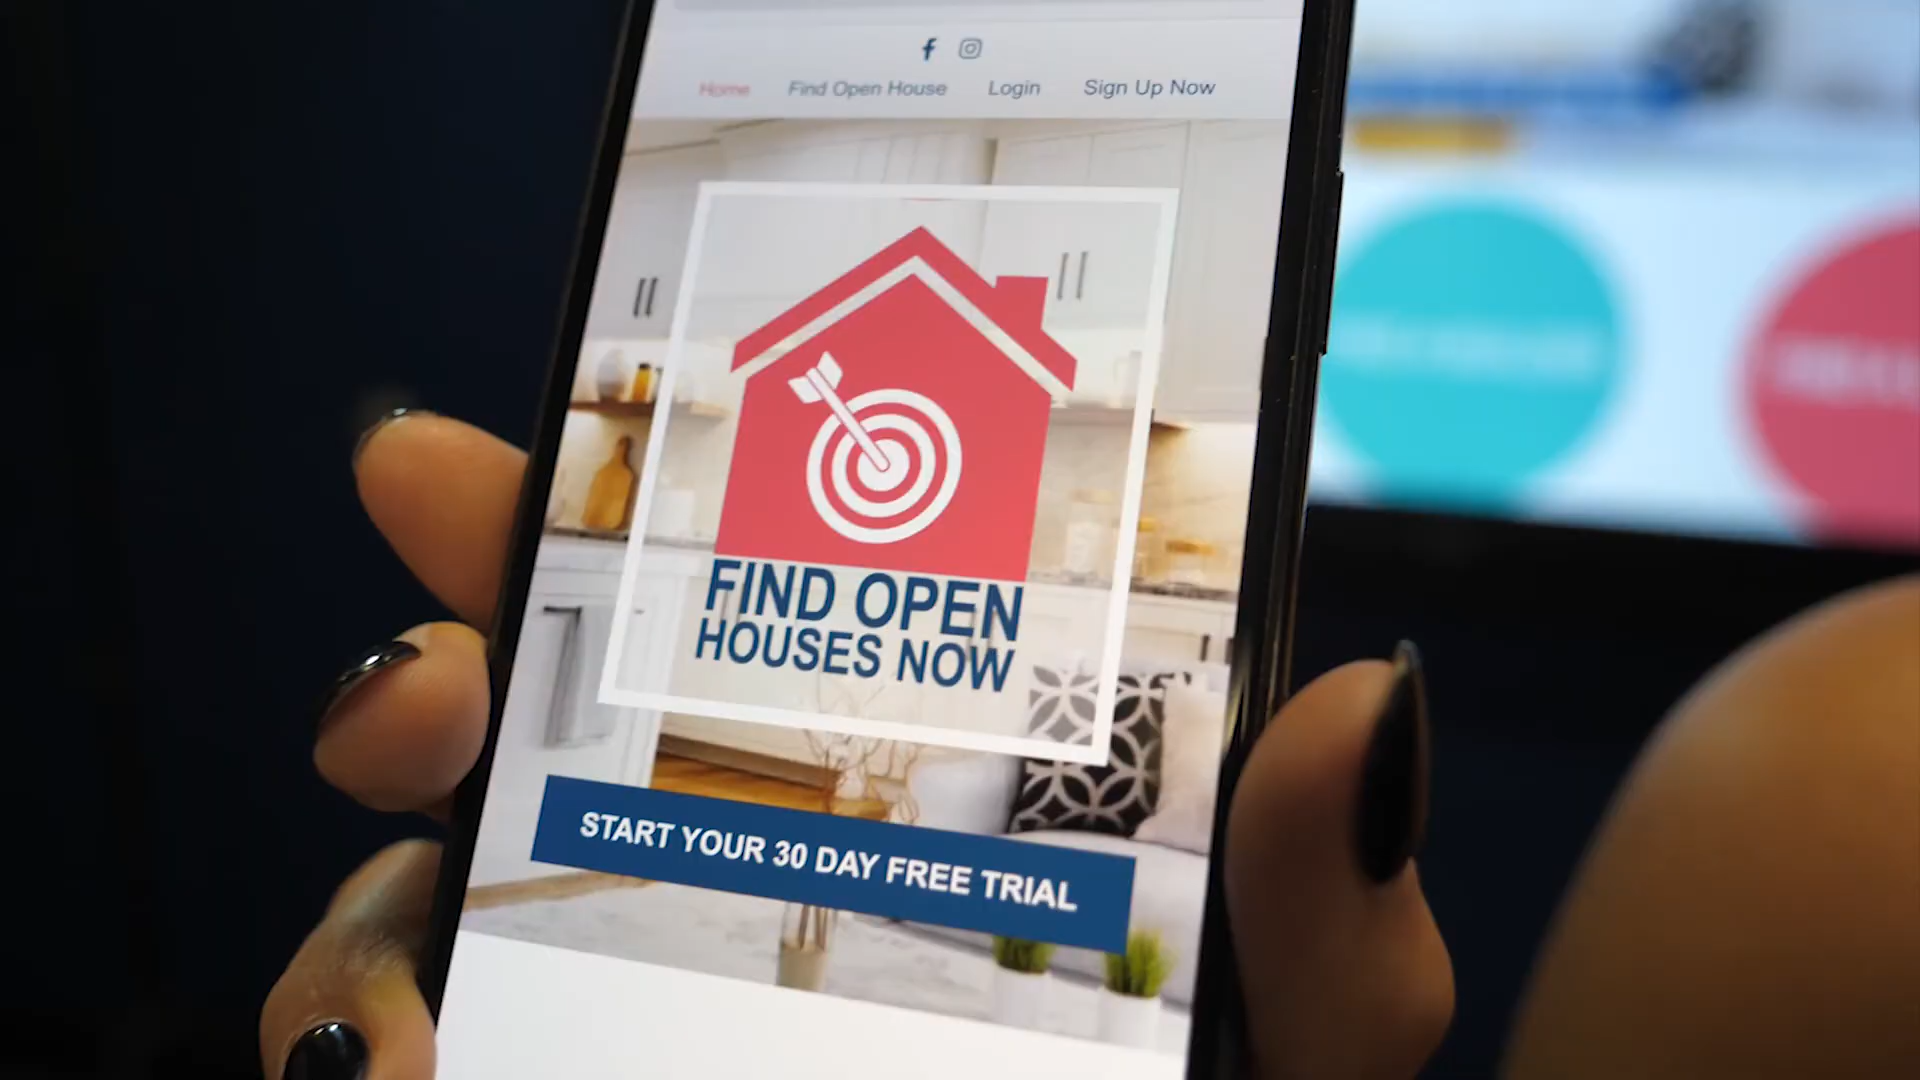 Home Find Open House Login Sign Up Now
FIND OPEN
HOUSES NOW
START YOUR 30 DAY FREE TRIAL